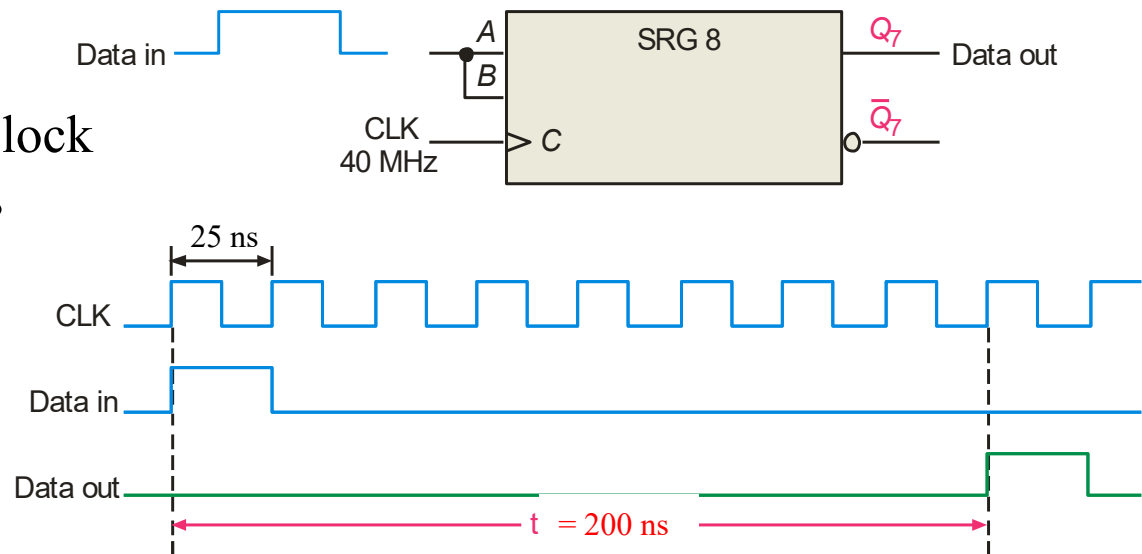 A
SRG 8
Q7
Data in
Data out
B
Q̅7
lock
CLK
C
40 MHz
25 ns
CLK
Data in
Data out
t = 200 ns